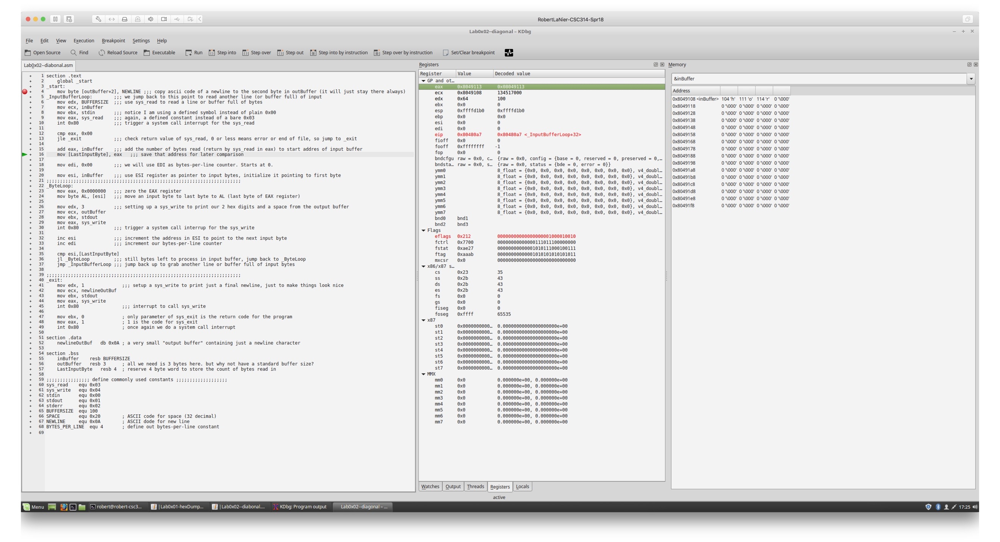 RobertLaNier-CSC314-Spr18
Lab0x02--diagonal – KDbg
File Edit View Execution Breakpoint Settings Help
Open Source Find Reload Source Executable Run Step into Step over Step out Step into by instruction Step over by instruction Set/Clear breakpoint
Lab0x02--diabonal.asm
1 section .text
2 global _start
3 _start:
4 mov byte [outBuffer+2], NEWLINE ;;; copy ascii code of a newline to the second byte in outBuffer (it will just stay there always)
5 _InputBufferLoop: ;;; we jump back to this point to read another line (or buffer full) of input
6 mov edx, BUFFERSIZE ;;; use sys_read to read a line or buffer full of bytes
7 mov ecx, inBuffer
8 mov ebx, stdin ;;; notice I am using a defined symbol instead of plain 0x00
9 mov eax, sys_read ;;; again, a defined constant instead of a bare 0x03
10 int 0x80 ;;; trigger a system call interrupt for the sys_read
11
12 cmp eax, 0x00
13 jle _exit ;;; check return value of sys_read, 0 or less means error or end of file, so jump to _exit
14
15 add eax, inBuffer ;;; add the number of bytes read (return by sys_read in eax) to start addres of input buffer
16 mov [LastInputByte], eax ;;; save that address for later comparison
17
18 mov edi, 0x00 ;;; we will use EDI as bytes-per-line counter. Starts at 0.
19
20 mov esi, inBuffer ;;; use ESI register as pointer to input bytes, initialize it pointing to first byte
21 ;;;;;;;;;;;;;;;;;;;;;;;;;;;;;;;;;;;;;;;;;;;;;;;;;;;;;;;;;;;;;;;;;;;;;;;;
22 _ByteLoop:
23 mov eax, 0x0000000 ;;; zero the EAX register
24 mov byte AL, [esi] ;;; move an input byte to last byte to AL (last byte of EAX register)
25
26 mov edx, 3 ;;; setting up a sys_write to print our 2 hex digits and a space from the output buffer
27 mov ecx, outBuffer
28 mov ebx, stdout
29 mov eax, sys_write
30 int 0x80 ;;; trigger a system call interrup for the sys_write
31
32 inc esi ;;; increment the address in ESI to point to the next input byte
33 inc edi ;;; increment our bytes-per-line counter
34
35 cmp esi,[LastInputByte]
36 jl _ByteLoop ;;; still bytes left to process in input buffer, jump back to _ByteLoop
37 jmp _InputBufferLoop ;;; jump back up to grab another line or buffer full of input bytes
38
39 ;;;;;;;;;;;;;;;;;;;;;;;;;;;;;;;;;;;;;;;;;;;;;;;;;;;;;;;;;;;;;;;;;;;;;;;;
40 _exit:
41 mov edx, 1 ;;; setup a sys_write to print just a final newline, just to make things look nice
42 mov ecx, newlineOutBuf
43 mov ebx, stdout
44 mov eax, sys_write
45 int 0x80 ;;; interrupt to call sys_write
46
47 mov ebx, 0 ; only parameter of sys_exit is the return code for the program
48 mov eax, 1 ; 1 is the code for sys_exit
49 int 0x80 ; once again we do a system call interrupt
50
51 section .data
52 newlineOutBuf db 0x0A ; a very small "output buffer" containing just a newline character
53
54 section .bss
55 inBuffer resb BUFFERSIZE
56 outBuffer resb 3 ; all we need is 3 bytes here. but why not have a standard buffer size?
57 LastInputByte resb 4 ; reserve 4 byte word to store the count of bytes read in
58
59 ;;;;;;;;;;;;;;;; define commonly used constants ;;;;;;;;;;;;;;;;;;;
60 sys_read equ 0x03
61 sys_write equ 0x04
62 stdin equ 0x00
63 stdout equ 0x01
64 stderr equ 0x02
65 BUFFERSIZE equ 100
66 SPACE equ 0x20 ; ASCII code for space (32 decimal)
67 NEWLINE equ 0x0A ; ASCII dode for new line
68 BYTES_PER_LINE equ 4 ; define out bytes-per-line constant
69
Registers
Register Value Decoded value
GP and ot…
eax 0x8049113 0x08049113
ecx 0x8049108 134517000
edx 0x64 100
ebx 0x0 0
esp 0xffffd1b0 0xffffd1b0
ebp 0x0 0x0
esi 0x0 0
edi 0x0 0
eip 0x80480a7 0x80480a7 <_InputBufferLoop+32>
fioff 0x0 0
fooff 0xffffffff -1
fop 0x0 0
bndcfgu raw = 0x0, c… {raw = 0x0, config = {base = 0, reserved = 0, preserved = 0,…
bndsta… raw = 0x0, s… {raw = 0x0, status = {bde = 0, error = 0}}
ymm0 8_float = {0x0, 0x0, 0x0, 0x0, 0x0, 0x0, 0x0, 0x0}, v4_doubl…
ymm1 8_float = {0x0, 0x0, 0x0, 0x0, 0x0, 0x0, 0x0, 0x0}, v4_doubl…
ymm2 8_float = {0x0, 0x0, 0x0, 0x0, 0x0, 0x0, 0x0, 0x0}, v4_doubl…
ymm3 8_float = {0x0, 0x0, 0x0, 0x0, 0x0, 0x0, 0x0, 0x0}, v4_doubl…
ymm4 8_float = {0x0, 0x0, 0x0, 0x0, 0x0, 0x0, 0x0, 0x0}, v4_doubl…
ymm5 8_float = {0x0, 0x0, 0x0, 0x0, 0x0, 0x0, 0x0, 0x0}, v4_doubl…
ymm6 8_float = {0x0, 0x0, 0x0, 0x0, 0x0, 0x0, 0x0, 0x0}, v4_doubl…
ymm7 8_float = {0x0, 0x0, 0x0, 0x0, 0x0, 0x0, 0x0, 0x0}, v4_doubl…
bnd0 bnd1
bnd2 bnd3
Flags
eflags 0x212 00000000000000000001000010010
fctrl 0x7700 00000000000000111011100000000
fstat 0xae27 00000000000001010111000100111
ftag 0xaaab 00000000000001010101010101011
mxcsr 0x0 00000000000000000000000000000
x86/x87 s…
cs 0x23 35
ss 0x2b 43
ds 0x2b 43
es 0x2b 43
fs 0x0 0
gs 0x0 0
fiseg 0x0 0
foseg 0xffff 65535
x87
st0 0x0000000000… 0.00000000000000000000e+00
st1 0x0000000000… 0.00000000000000000000e+00
st2 0x0000000000… 0.00000000000000000000e+00
st3 0x0000000000… 0.00000000000000000000e+00
st4 0x0000000000… 0.00000000000000000000e+00
st5 0x0000000000… 0.00000000000000000000e+00
st6 0x0000000000… 0.00000000000000000000e+00
st7 0x0000000000… 0.00000000000000000000e+00
MMX
mm0 0x0 0.000000e+00, 0.000000e+00
mm1 0x0 0.000000e+00, 0.000000e+00
mm2 0x0 0.000000e+00, 0.000000e+00
mm3 0x0 0.000000e+00, 0.000000e+00
mm4 0x0 0.000000e+00, 0.000000e+00
mm5 0x0 0.000000e+00, 0.000000e+00
mm6 0x0 0.000000e+00, 0.000000e+00
mm7 0x0 0.000000e+00, 0.000000e+00
Watches Output Threads Registers Locals
Memory
&inBuffer
Address
0x8049108 <inBuffer> 104 'h' 111 'o' 114 'r' 0 '\000'
0x8049118 0 '\000' 0 '\000' 0 '\000' 0 '\000'
0x8049128 0 '\000' 0 '\000' 0 '\000' 0 '\000'
0x8049138 0 '\000' 0 '\000' 0 '\000' 0 '\000'
0x8049148 0 '\000' 0 '\000' 0 '\000' 0 '\000'
0x8049158 0 '\000' 0 '\000' 0 '\000' 0 '\000'
0x8049168 0 '\000' 0 '\000' 0 '\000' 0 '\000'
0x8049178 0 '\000' 0 '\000' 0 '\000' 0 '\000'
0x8049188 0 '\000' 0 '\000' 0 '\000' 0 '\000'
0x8049198 0 '\000' 0 '\000' 0 '\000' 0 '\000'
0x80491a8 0 '\000' 0 '\000' 0 '\000' 0 '\000'
0x80491b8 0 '\000' 0 '\000' 0 '\000' 0 '\000'
0x80491c8 0 '\000' 0 '\000' 0 '\000' 0 '\000'
0x80491d8 0 '\000' 0 '\000' 0 '\000' 0 '\000'
0x80491e8 0 '\000' 0 '\000' 0 '\000' 0 '\000'
0x80491f8 0 '\000' 0 '\000' 0 '\000' 0 '\000'
active
Menu robert@robert-csc3... |Lab0x01-hexDump... |Lab0x02--diabonal.... KDbg: Program output Lab0x02--diagonal – ... 17:25